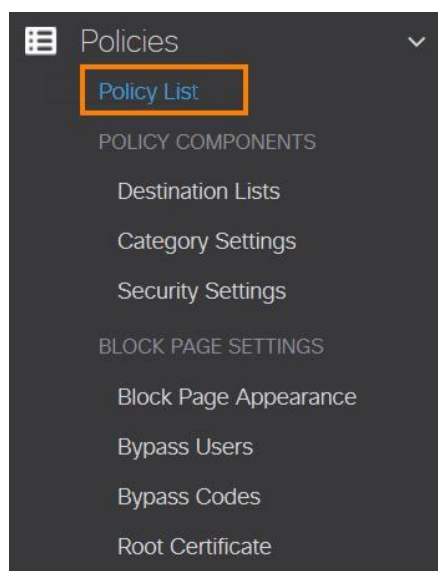 Policies
Policy List
POLICY COMPONENTS
Destination Lists
Category Settings
Security Settings
BLOCK PAGE SETTINGS
Block Page Appearance
Bypass Users
Bypass Codes
Root Certificate